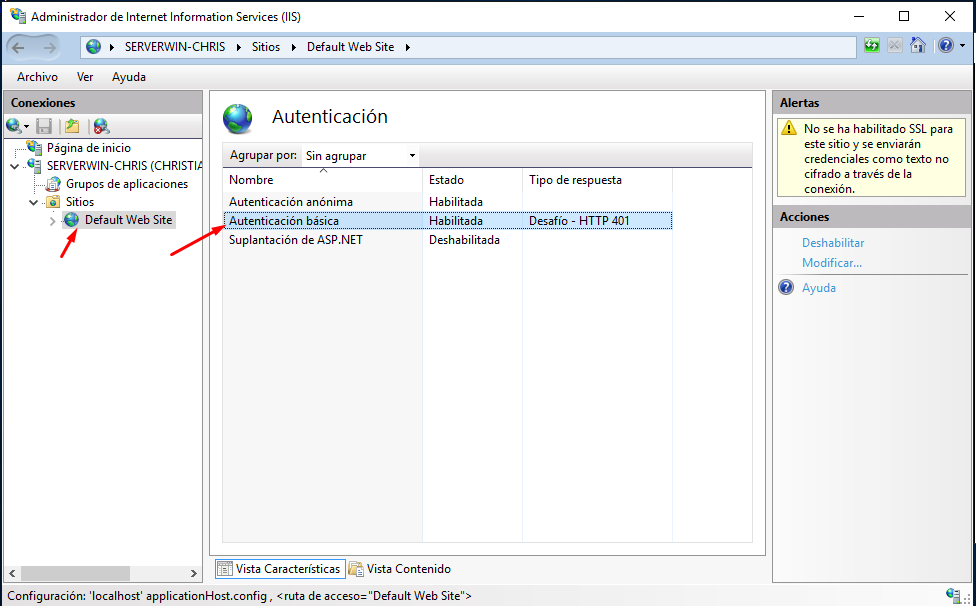 Administrador de Internet Information Services (IIS)
SERVERWIN-CHRIS Sitios Default Web Site
Archivo Ver Ayuda
Conexiones
Página de inicio
SERVERWIN-CHRIS (CHRISTIA
Grupos de aplicaciones
Sitios
Default Web Site
Autenticación
Agrupar por: Sin agrupar
Nombre Estado Tipo de respuesta
Autenticación anónima Habilitada
Autenticación básica Habilitada Desafío - HTTP 401
Suplantación de ASP.NET Deshabilitada
Vista Características Vista Contenido
Alertas
No se ha habilitado SSL para
este sitio y se enviarán
credenciales como texto no
cifrado a través de la
conexión.
Acciones
Deshabilitar
Modificar...
Ayuda
Configuración: 'localhost' applicationHost.config , <ruta de acceso="Default Web Site">